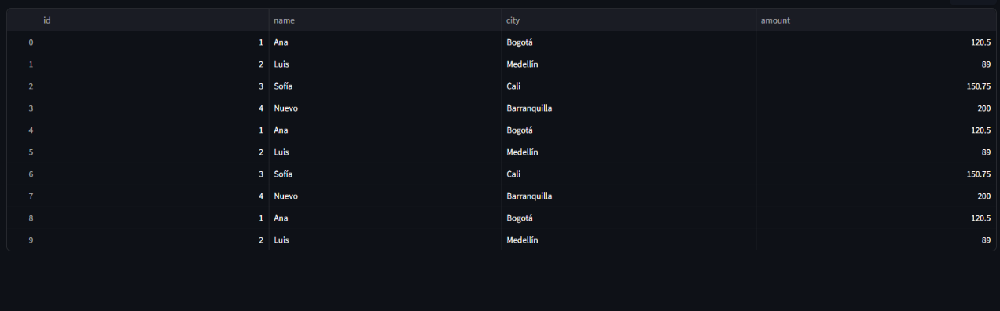 id name city amount
0 1 Ana Bogotá 120.5
1 2 Luis Medellín 89
2 3 Sofía Cali 150.75
3 4 Nuevo Barranquilla 200
4 1 Ana Bogotá 120.5
5 2 Luis Medellín 89
6 3 Sofía Cali 150.75
7 4 Nuevo Barranquilla 200
8 1 Ana Bogotá 120.5
9 2 Luis Medellín 89